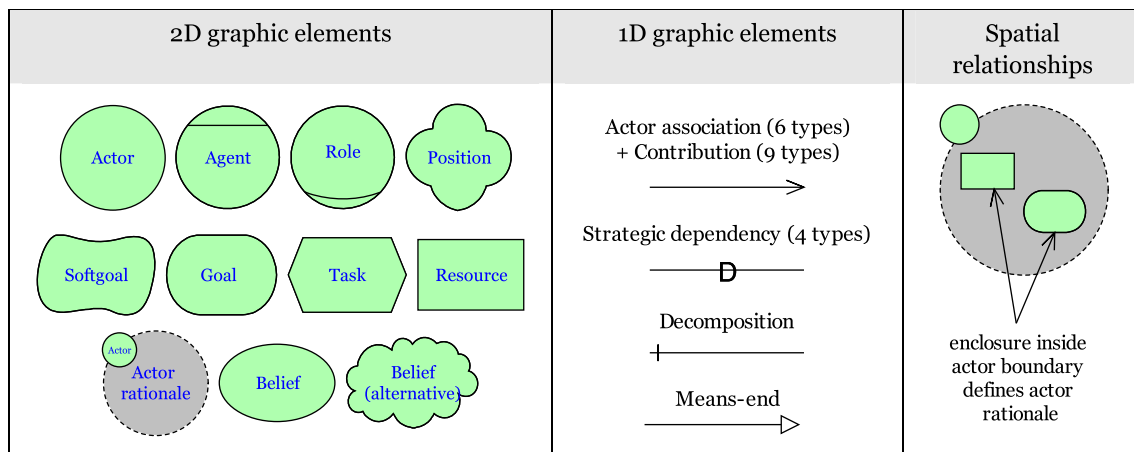 2D graphic elements
1D graphic elements
Spatial
relationships
Actor
Agent
Role
Position
Softgoal
Goal
Task
Resource
Actor
Actor
rationale
Belief
Belief
(alternative)
Actor association (6 types)
+ Contribution (9 types)
Strategic dependency (4 types)
D
Decomposition
Means-end
enclosure inside
actor boundary
defines actor
rationale